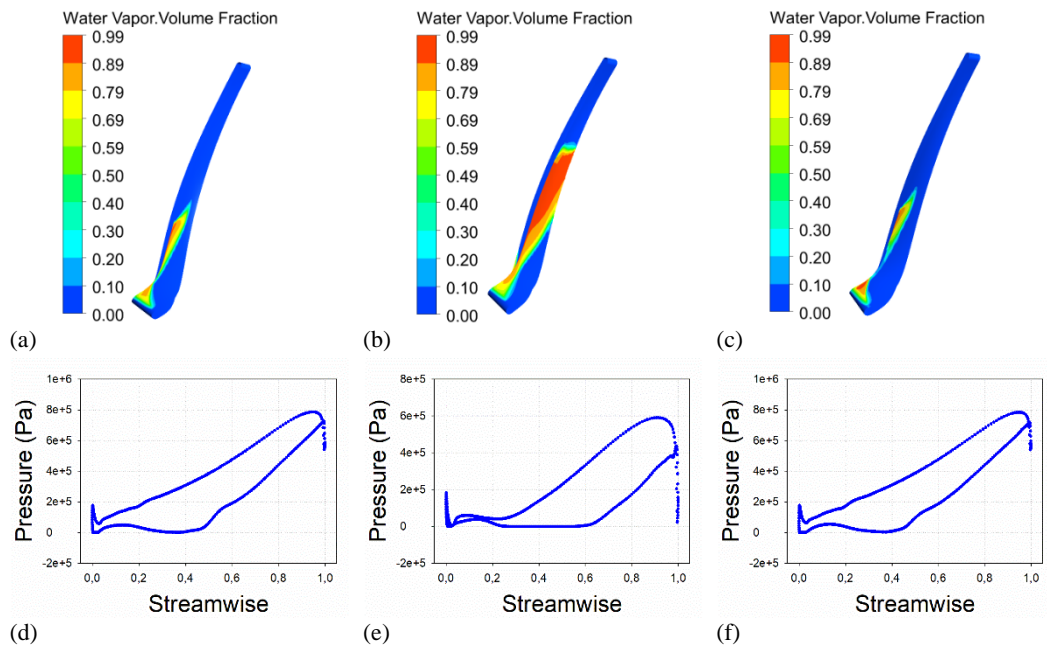 Water Vapor.Volume Fraction
0.99
0.89
0.79
0.69
0.60
0.50
0.40
0.30
0.20
0.10
0.00
(a)
Water Vapor.Volume Fraction
0.99
0.89
0.79
0.69
0.60
0.50
0.40
0.30
0.20
0.10
0.00
(b)
Water Vapor.Volume Fraction
0.99
0.89
0.79
0.69
0.60
0.50
0.40
0.30
0.20
0.10
0.00
(c)
Pressure (Pa)
1e+6
8e+5
6e+5
4e+5
2e+5
0
-2e+5
0,0 0,2 0,4 0,6 0,8 1,0
Streamwise
(d)
Pressure (Pa)
8e+5
6e+5
4e+5
2e+5
0
-2e+5
0,0 0,2 0,4 0,6 0,8 1,0
Streamwise
(e)
Pressure (Pa)
1e+6
8e+5
6e+5
4e+5
2e+5
0
-2e+5
0,0 0,2 0,4 0,6 0,8 1,0
Streamwise
(f)